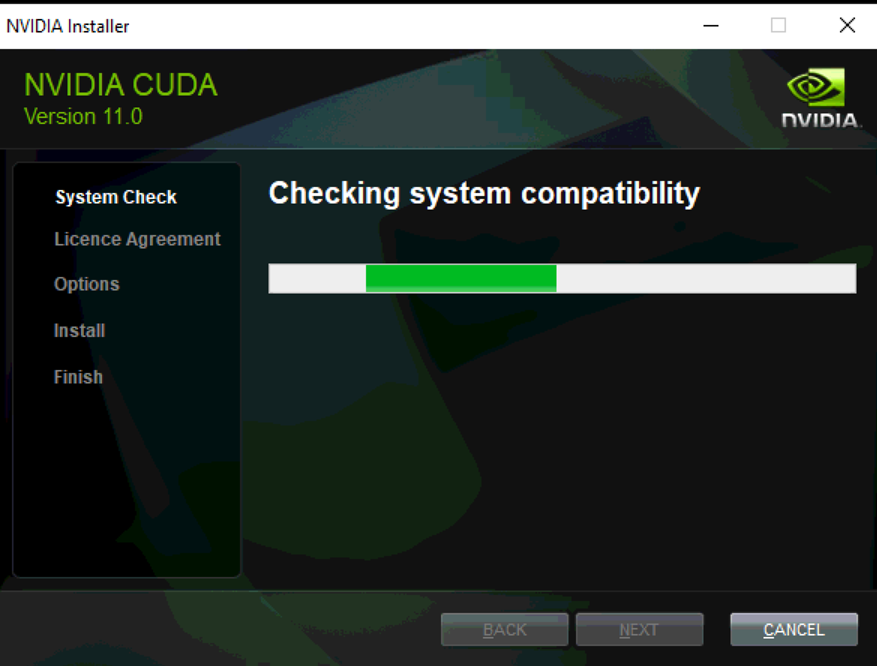 NVIDIA Installer
NVIDIA CUDA
Version 11.0
NVIDIA
System Check
Licence Agreement
Options
Install
Finish
Checking system compatibility
BACK
NEXT
CANCEL